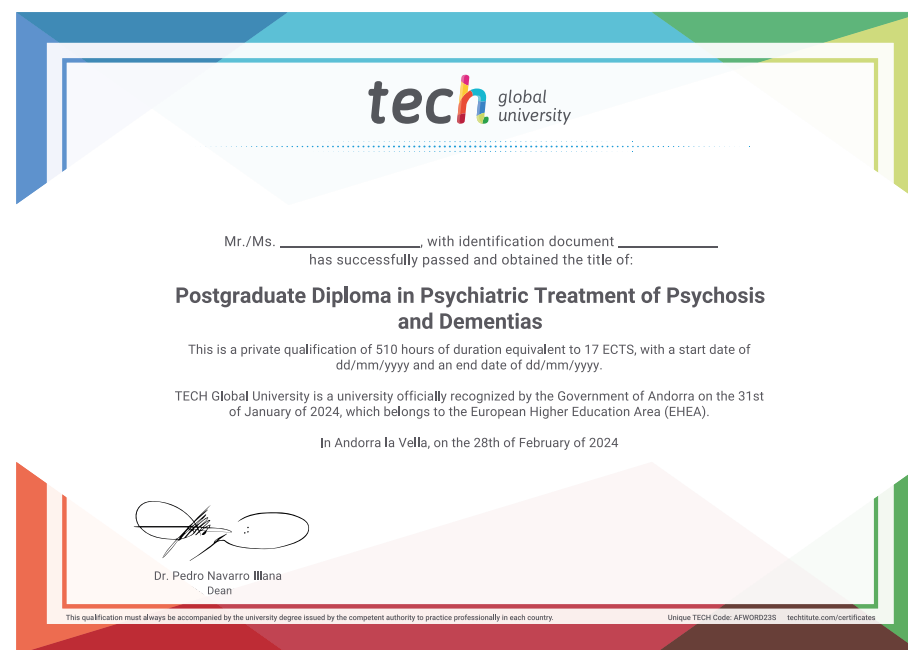 tech global
university
Mr./Ms. ____________, with identification document ____________
has successfully passed and obtained the title of:
Postgraduate Diploma in Psychiatric Treatment of Psychosis
and Dementias
This is a private qualification of 510 hours of duration equivalent to 17 ECTS, with a start date of
dd/mm/yyyy and an end date of dd/mm/yyyy.
TECH Global University is a university officially recognized by the Government of Andorra on the 31st
of January of 2024, which belongs to the European Higher Education Area (EHEA).
In Andorra la Vella, on the 28th of February of 2024
Dr. Pedro Navarro Illana
Dean
This qualification must always be accompanied by the university degree issued by the competent authority to practice professionally in each country.
Unique TECH Code: AFWORD23S techtitute.com/certificates